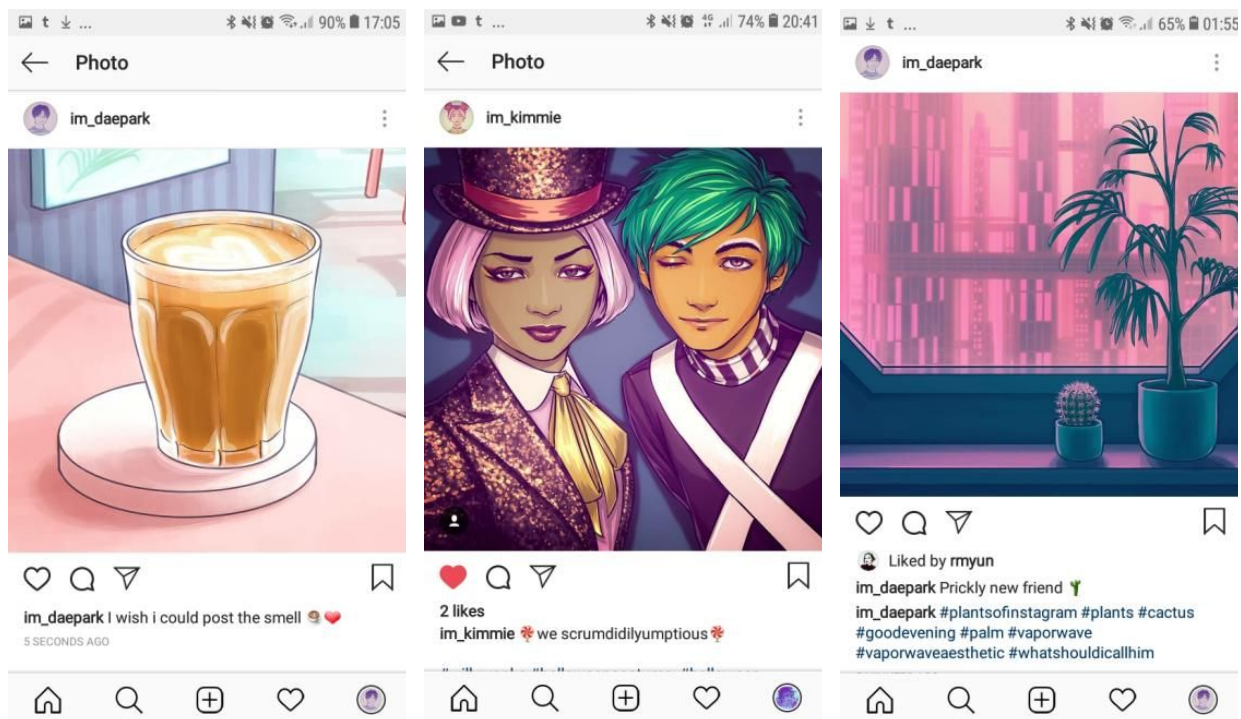 t ... 90% 17:05
Photo
im_daepark
im_daepark I wish i could post the smell ☕❤️
5 SECONDS AGO
t ... 4G 74% 20:41
Photo
im_kimmie
2 likes
im_kimmie 🍬we scrumdidilyumptious🍬
t ... 65% 01:55
im_daepark
Liked by rmyun
im_daepark Prickly new friend 🌵
im_daepark #plantsofinstagram #plants #cactus
#goodevening #palm #vaporwave
#vaporwaveaesthetic #whatshouldicallhim